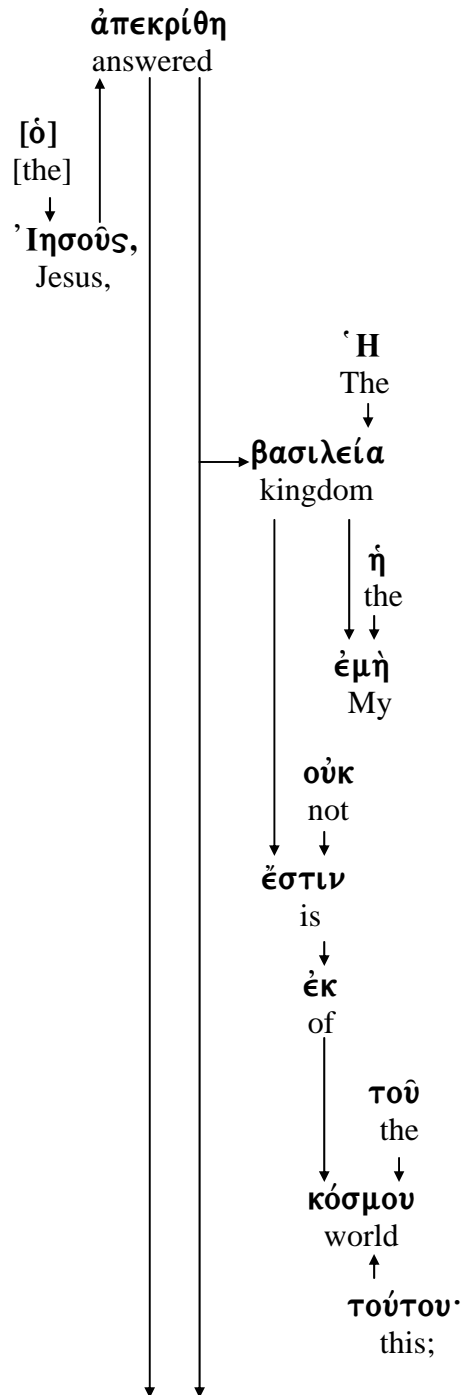 ἀπεκρίθη
answered
[ὁ]
[the]
Ἰησοῦς,
Jesus,
Ἡ
The
βασιλεία
kingdom
ἡ
the
ἐμὴ
My
οὐκ
not
ἔστιν
is
ἐκ
of
τοῦ
the
κόσμου
world
τούτου·
this;